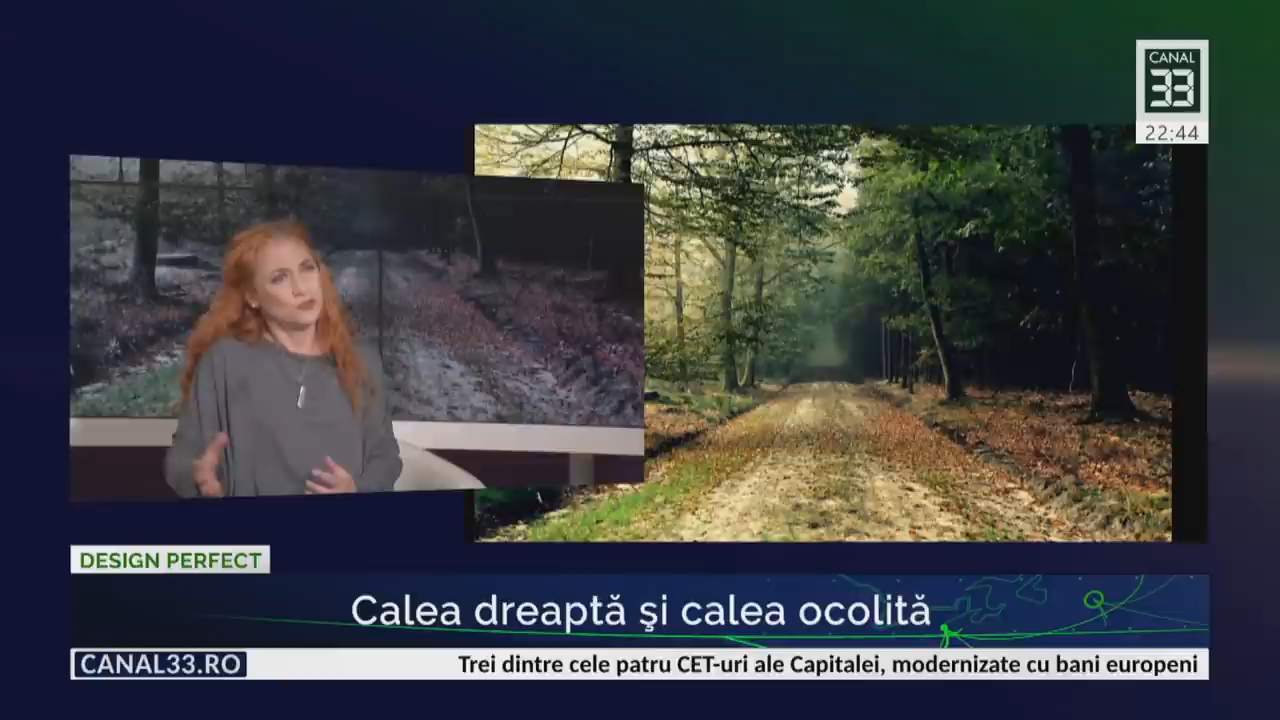 CANAL
33
22:44
DESIGN PERFECT
Calea dreaptă şi calea ocolită
CANAL33.RO
Trei dintre cele patru CET-uri ale Capitalei, modernizate cu bani europeni